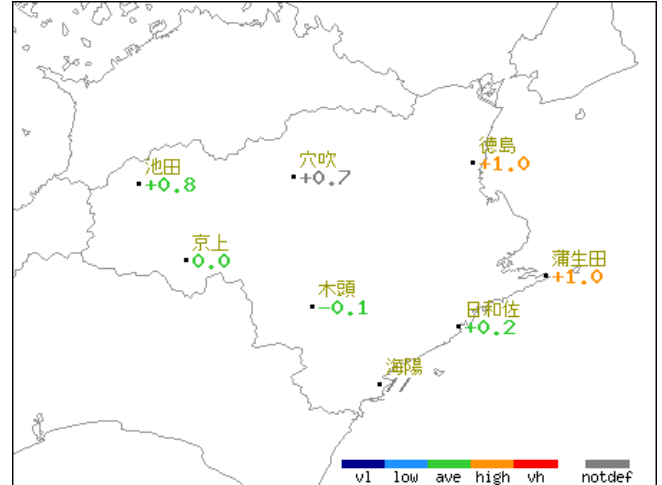 徳島
+1.0
穴吹
+0.7
池田
+0.8
京上
0.0
蒲生田
+1.0
木頭
-0.1
日和佐
+0.2
海陽
//
vl low ave high vh notdef